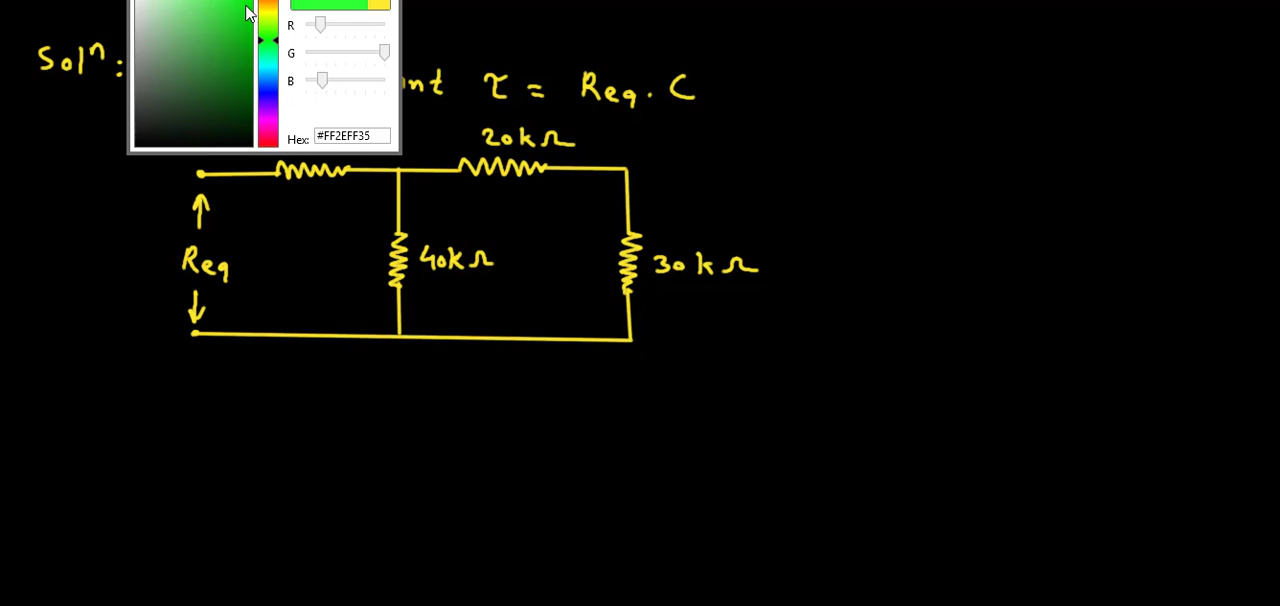 Solⁿ:
R
G
B
Hex: #FF2EFF35
nt τ = Req. C
20kΩ
Req
40kΩ
30kΩ